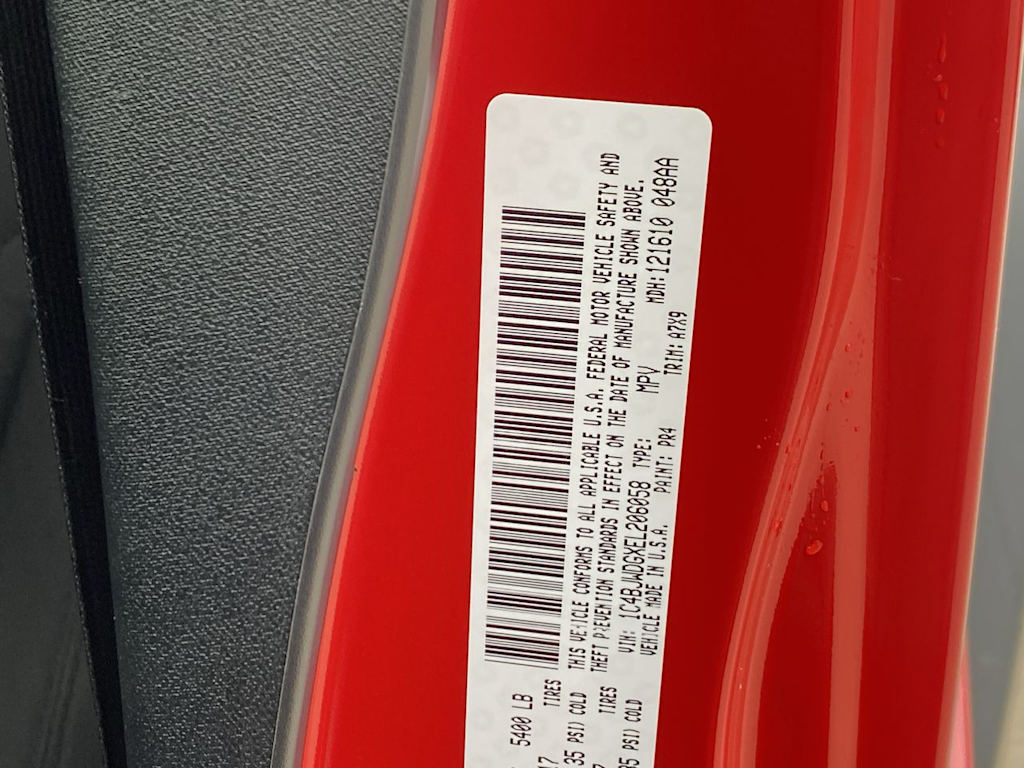 5400 LB
17 TIRES
35 PSI) COLD
TIRES
35 PSI) COLD
THIS VEHICLE CONFORMS TO ALL APPLICABLE U.S.A. FEDERAL MOTOR VEHICLE SAFETY AND
THEFT PREVENTION STANDARDS IN EFFECT ON THE DATE OF MANUFACTURE SHOWN ABOVE.
VIN: 1C4BJWDGXEL206058 TYPE: MPV MDH:121610 048AA
VEHICLE MADE IN U.S.A. PAINT: PR4 TRIM: A7X9